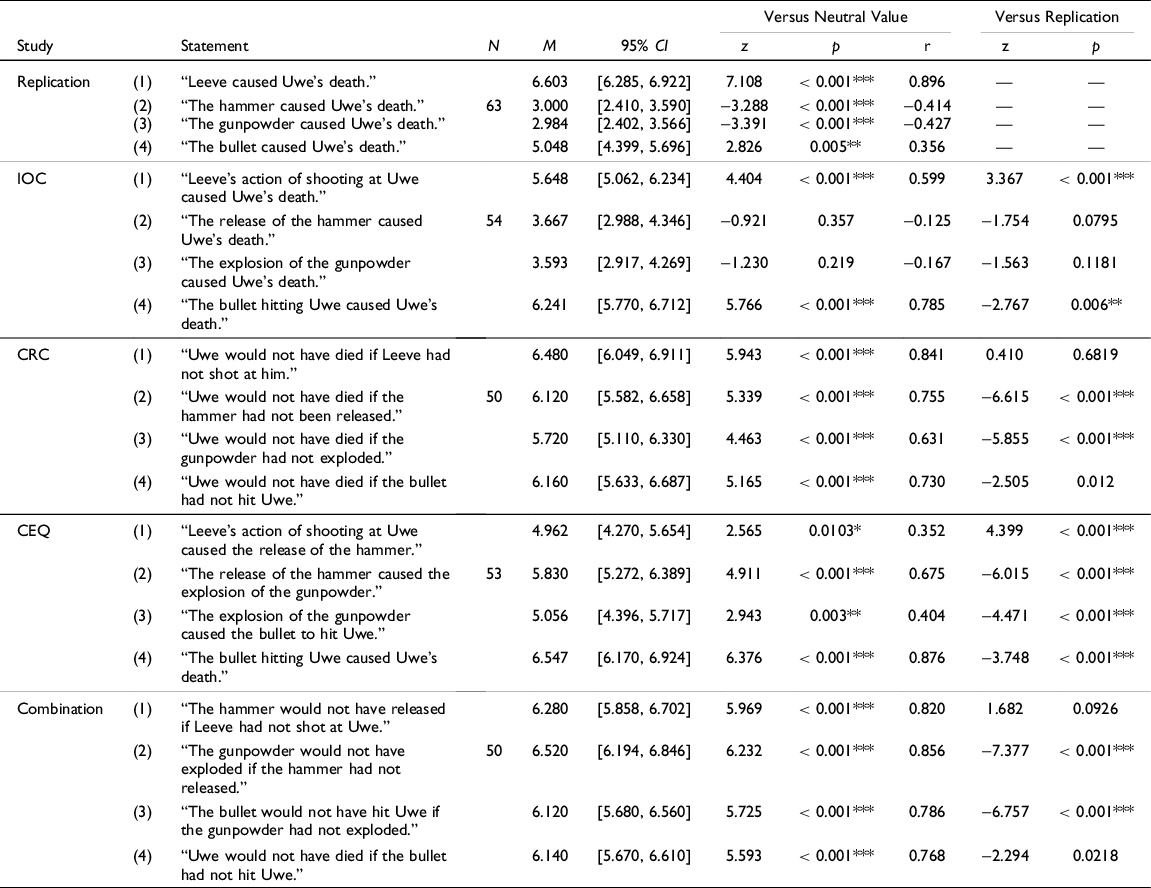 Versus Neutral Value Versus Replication
Study Statement N M 95% CI z p r z p
Replication (1) “Leeve caused Uwe’s death.” 6.603 [6.285, 6.922] 7.108 < 0.001*** 0.896 — —
(2) “The hammer caused Uwe’s death.” 63 3.000 [2.410, 3.590] −3.288 < 0.001*** −0.414 — —
(3) “The gunpowder caused Uwe’s death.” 2.984 [2.402, 3.566] −3.391 < 0.001*** −0.427 — —
(4) “The bullet caused Uwe’s death.” 5.048 [4.399, 5.696] 2.826 0.005** 0.356 — —
IOC (1) “Leeve’s action of shooting at Uwe 5.648 [5.062, 6.234] 4.404 < 0.001*** 0.599 3.367 < 0.001***
caused Uwe’s death.”
(2) “The release of the hammer caused 54 3.667 [2.988, 4.346] −0.921 0.357 −0.125 −1.754 0.0795
Uwe’s death.”
(3) “The explosion of the gunpowder 3.593 [2.917, 4.269] −1.230 0.219 −0.167 −1.563 0.1181
caused Uwe’s death.”
(4) “The bullet hitting Uwe caused Uwe’s 6.241 [5.770, 6.712] 5.766 < 0.001*** 0.785 −2.767 0.006**
death.”
CRC (1) “Uwe would not have died if Leeve had 6.480 [6.049, 6.911] 5.943 < 0.001*** 0.841 0.410 0.6819
not shot at him.”
(2) “Uwe would not have died if the 50 6.120 [5.582, 6.658] 5.339 < 0.001*** 0.755 −6.615 < 0.001***
hammer had not been released.”
(3) “Uwe would not have died if the 5.720 [5.110, 6.330] 4.463 < 0.001*** 0.631 −5.855 < 0.001***
gunpowder had not exploded.”
(4) “Uwe would not have died if the bullet 6.160 [5.633, 6.687] 5.165 < 0.001*** 0.730 −2.505 0.012
had not hit Uwe.”
CEQ (1) “Leeve’s action of shooting at Uwe 4.962 [4.270, 5.654] 2.565 0.0103* 0.352 4.399 < 0.001***
caused the release of the hammer.”
(2) “The release of the hammer caused the 53 5.830 [5.272, 6.389] 4.911 < 0.001*** 0.675 −6.015 < 0.001***
explosion of the gunpowder.”
(3) “The explosion of the gunpowder 5.056 [4.396, 5.717] 2.943 0.003** 0.404 −4.471 < 0.001***
caused the bullet to hit Uwe.”
(4) “The bullet hitting Uwe caused Uwe’s 6.547 [6.170, 6.924] 6.376 < 0.001*** 0.876 −3.748 < 0.001***
death.”
Combination (1) “The hammer would not have released 6.280 [5.858, 6.702] 5.969 < 0.001*** 0.820 1.682 0.0926
if Leeve had not shot at Uwe.”
(2) “The gunpowder would not have 50 6.520 [6.194, 6.846] 6.232 < 0.001*** 0.856 −7.377 < 0.001***
exploded if the hammer had not
released.”
(3) “The bullet would not have hit Uwe if 6.120 [5.680, 6.560] 5.725 < 0.001*** 0.786 −6.757 < 0.001***
the gunpowder had not exploded.”
(4) “Uwe would not have died if the bullet 6.140 [5.670, 6.610] 5.593 < 0.001*** 0.768 −2.294 0.0218
had not hit Uwe.”